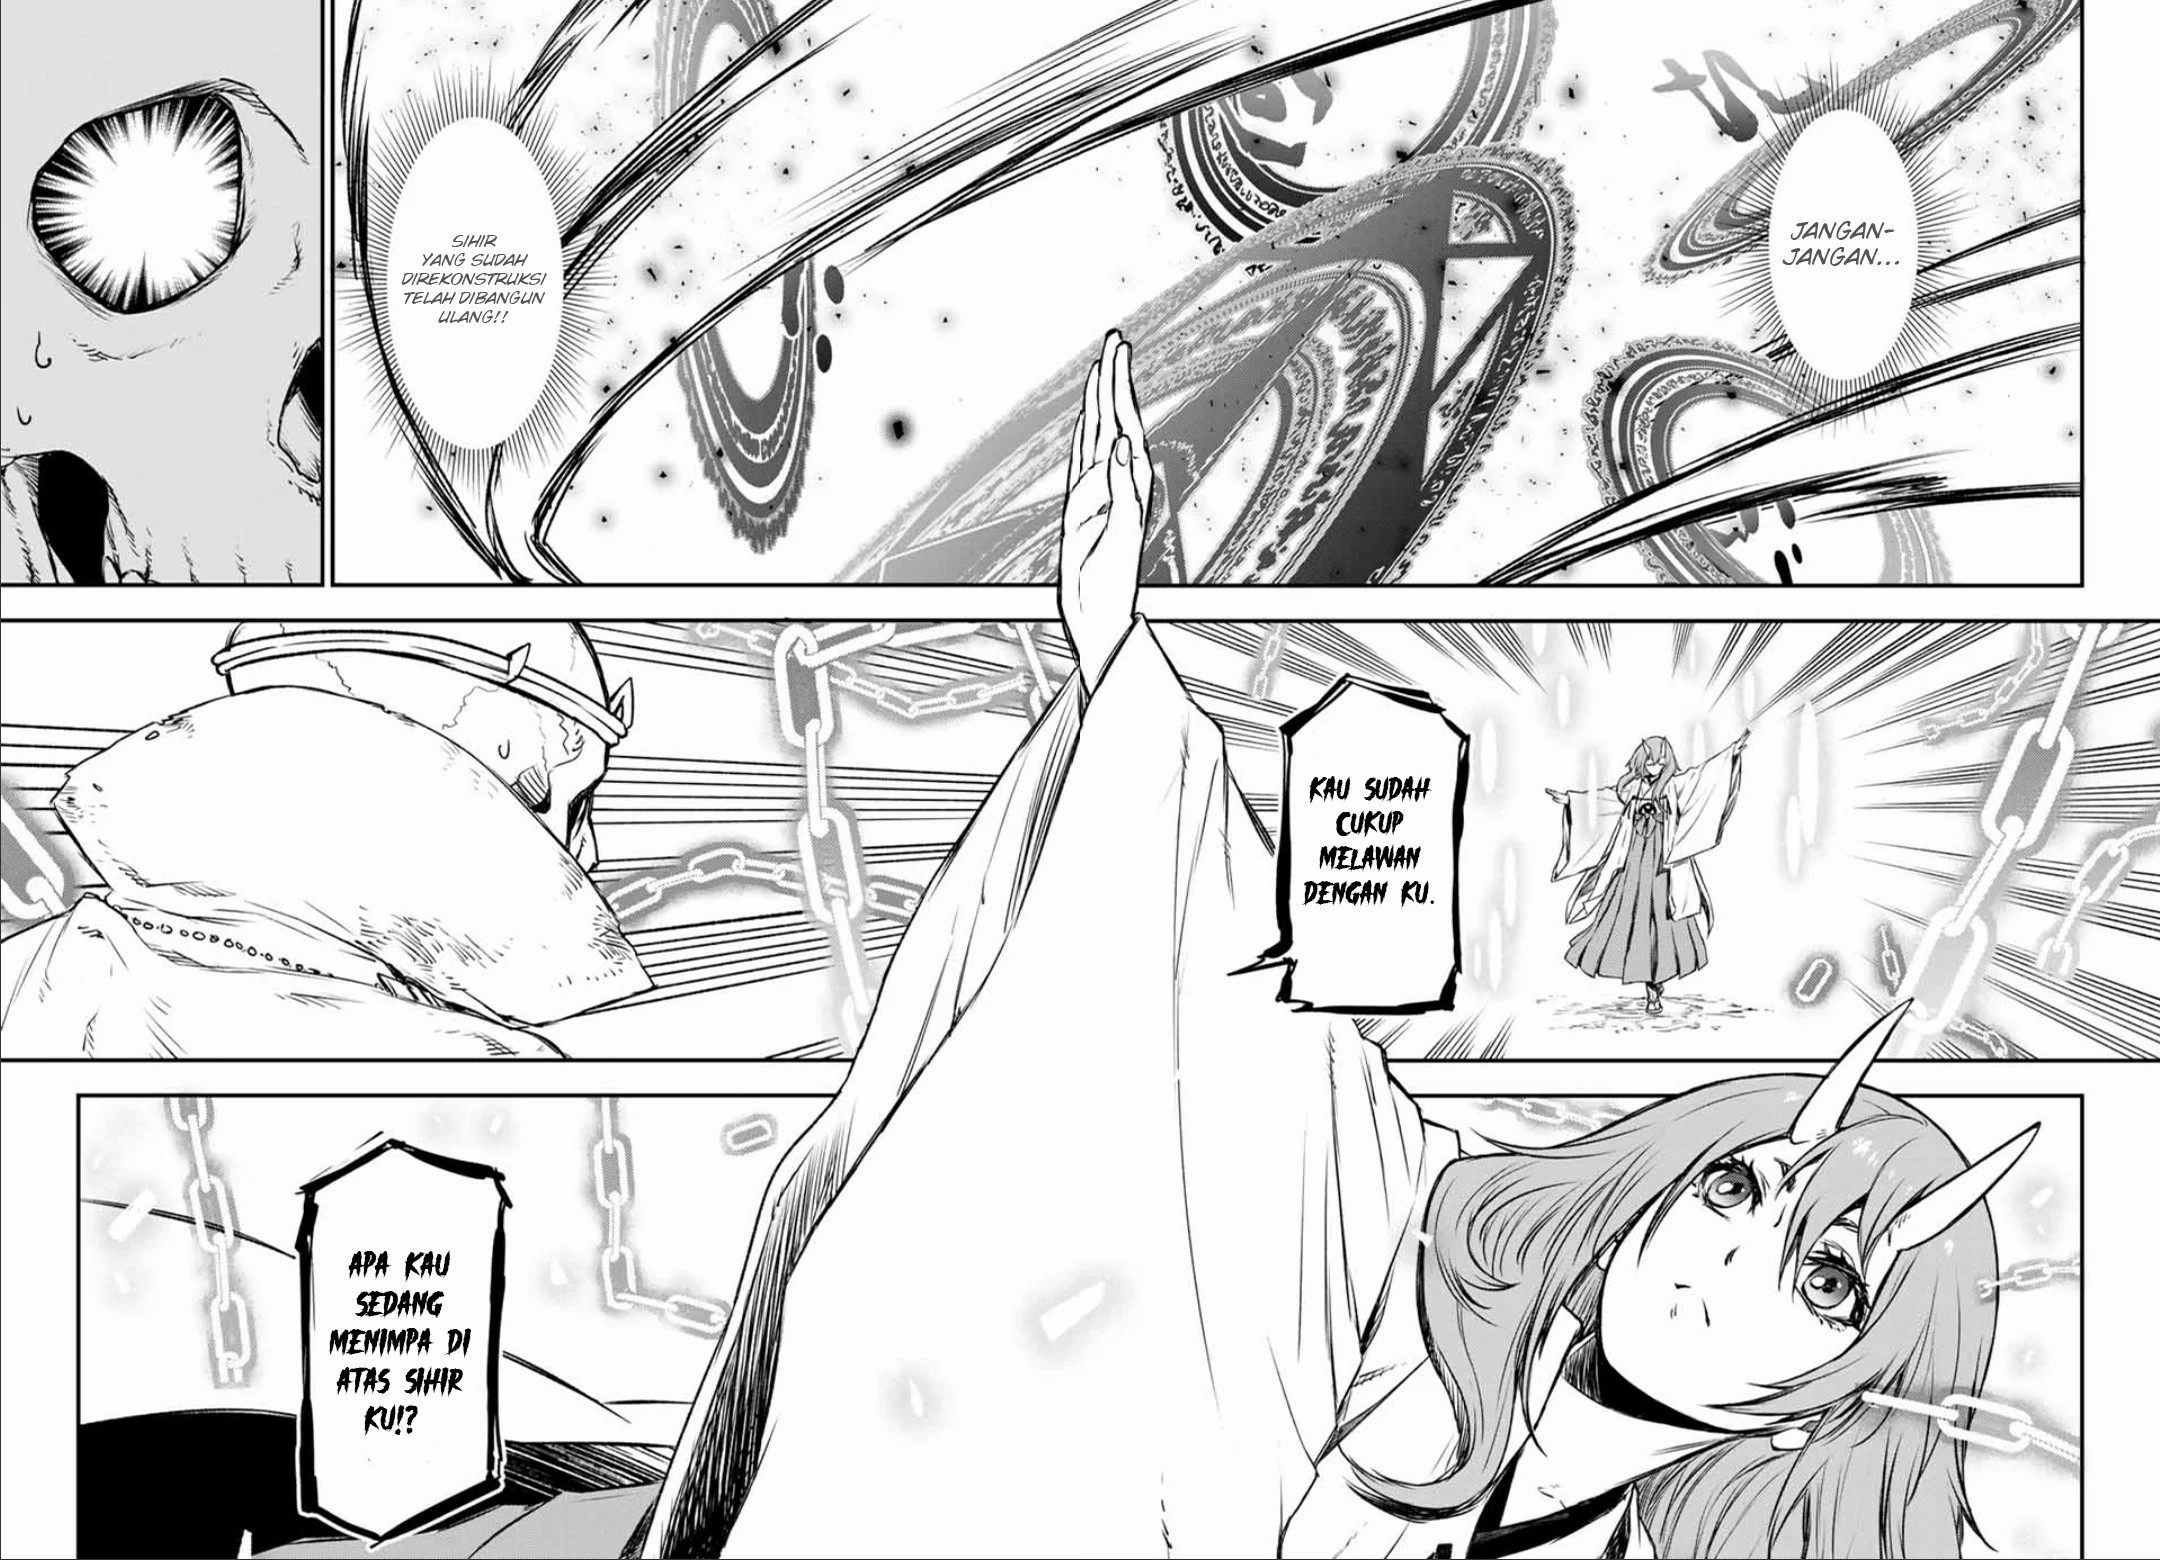 JANGAN-
JANGAN...
SIHIR
YANG SUDAH
DIREKONSTRUKSI
TELAH DIBANGUN
ULANG!!
KAU SUDAH
CUKUP
MELAWAN
DENGAN KU.
APA KAU
SEDANG
MENIMPA DI
ATAS SIHIR
KU!?